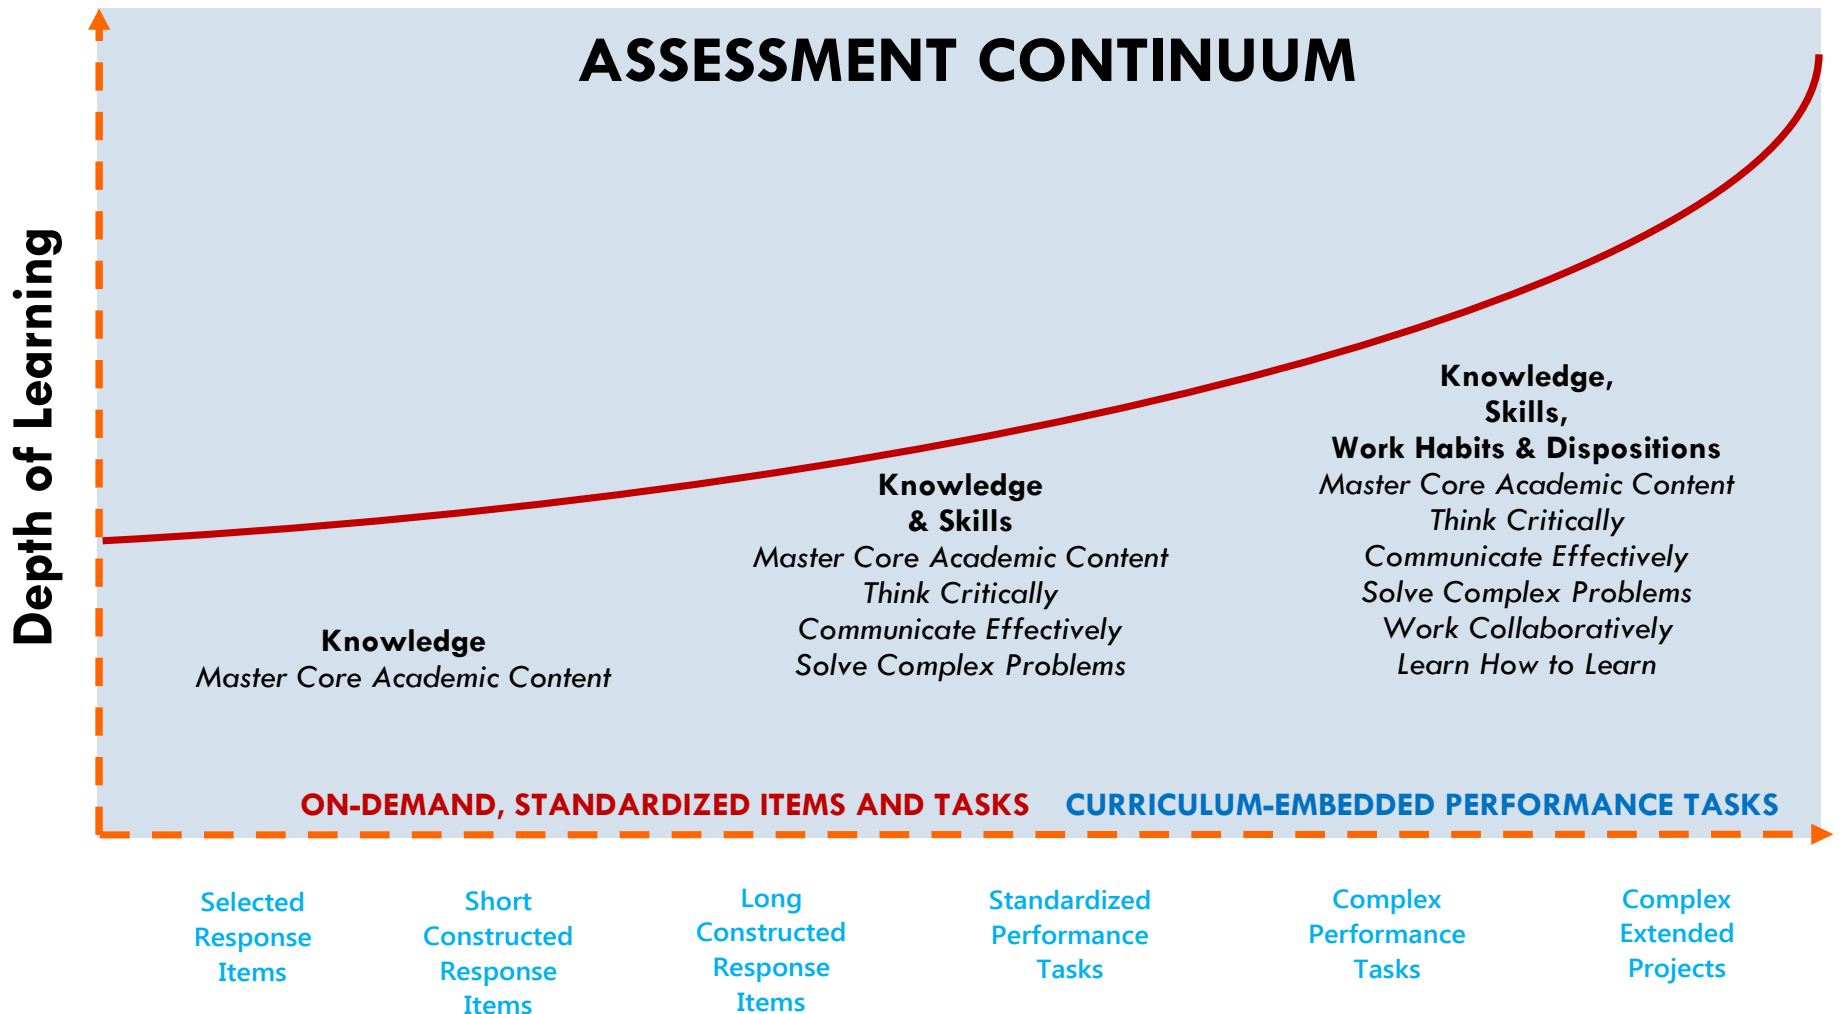 ASSESSMENT CONTINUUM
Depth of Learning
Knowledge
Master Core Academic Content
Knowledge
& Skills
Master Core Academic Content
Think Critically
Communicate Effectively
Solve Complex Problems
Knowledge,
Skills,
Work Habits & Dispositions
Master Core Academic Content
Think Critically
Communicate Effectively
Solve Complex Problems
Work Collaboratively
Learn How to Learn
ON-DEMAND, STANDARDIZED ITEMS AND TASKS
CURRICULUM-EMBEDDED PERFORMANCE TASKS
Selected
Response
Items
Short
Constructed
Response
Items
Long
Constructed
Response
Items
Standardized
Performance
Tasks
Complex
Performance
Tasks
Complex
Extended
Projects